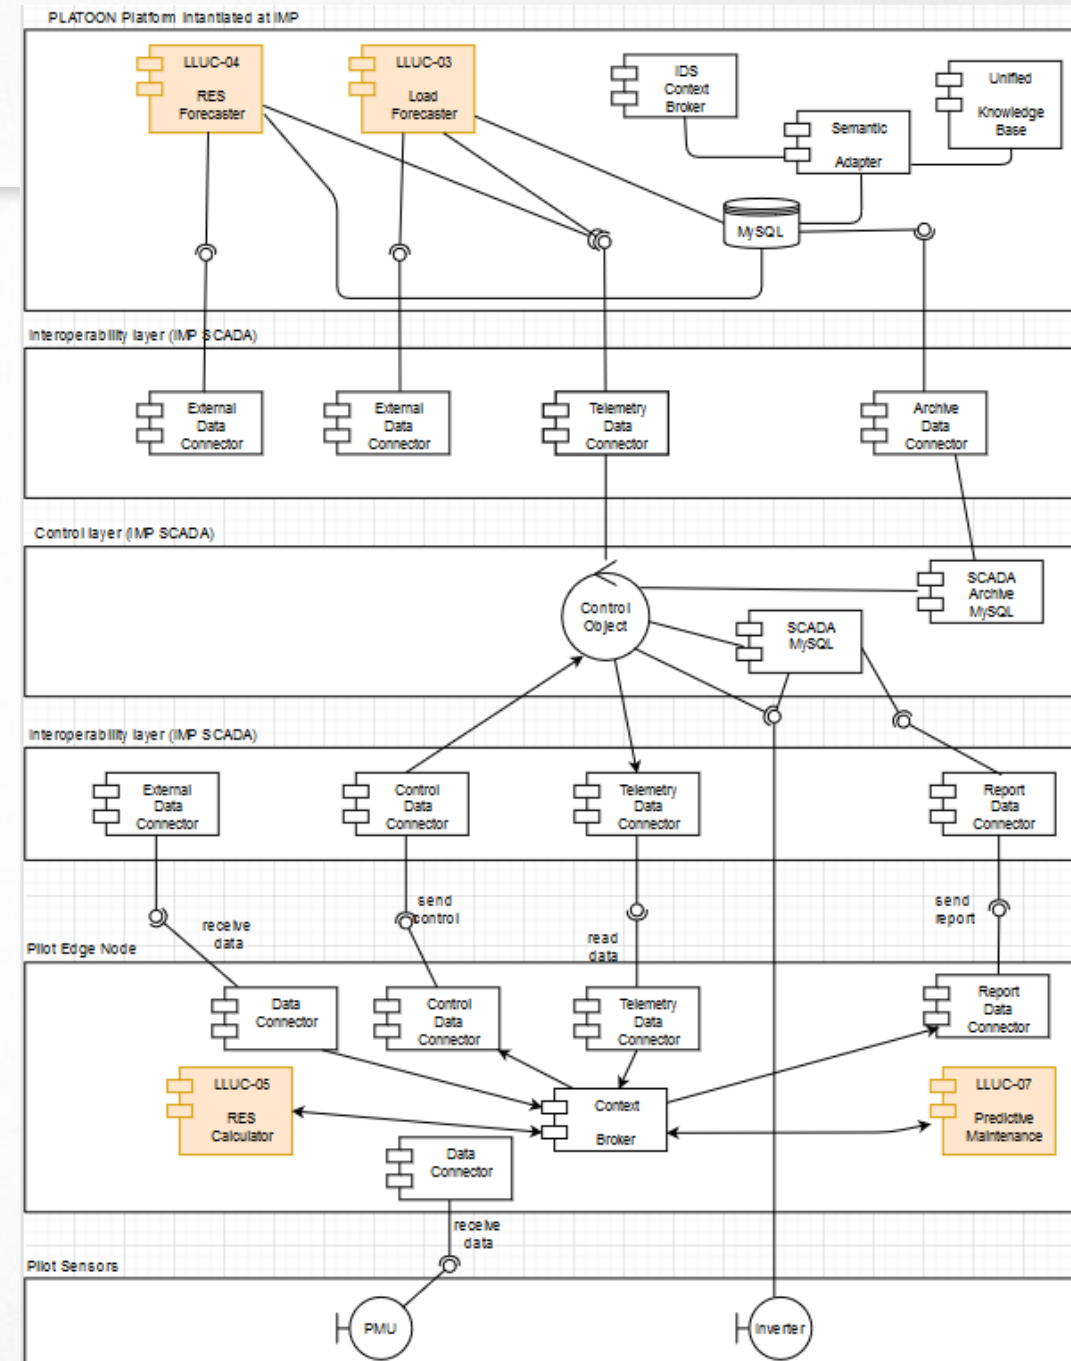 PLATOON Platform Intantiated at IMP
LLUC-04
RES
Forecaster
LLUC-03
Load
Forecaster
IDS
Context
Broker
Unified
Knowledge
Base
Semantic
Adapter
MySQL
Interoperability layer (IMP SCADA)
External
Data
Connector
External
Data
Connector
Telemetry
Data
Connector
Archive
Data
Connector
Control layer (IMP SCADA)
Control
Object
SCADA
Archive
MySQL
SCADA
MySQL
Interoperability layer (IMP SCADA)
External
Data
Connector
Control
Data
Connector
Telemetry
Data
Connector
Report
Data
Connector
receive
data
send
control
read
data
send
report
Pilot Edge Node
Data
Connector
Control
Data
Connector
Telemetry
Data
Connector
Report
Data
Connector
LLUC-05
RES
Calculator
Context
Broker
LLUC-07
Predictive
Maintenance
Data
Connector
receive
data
Pilot Sensors
PMU
Inverter